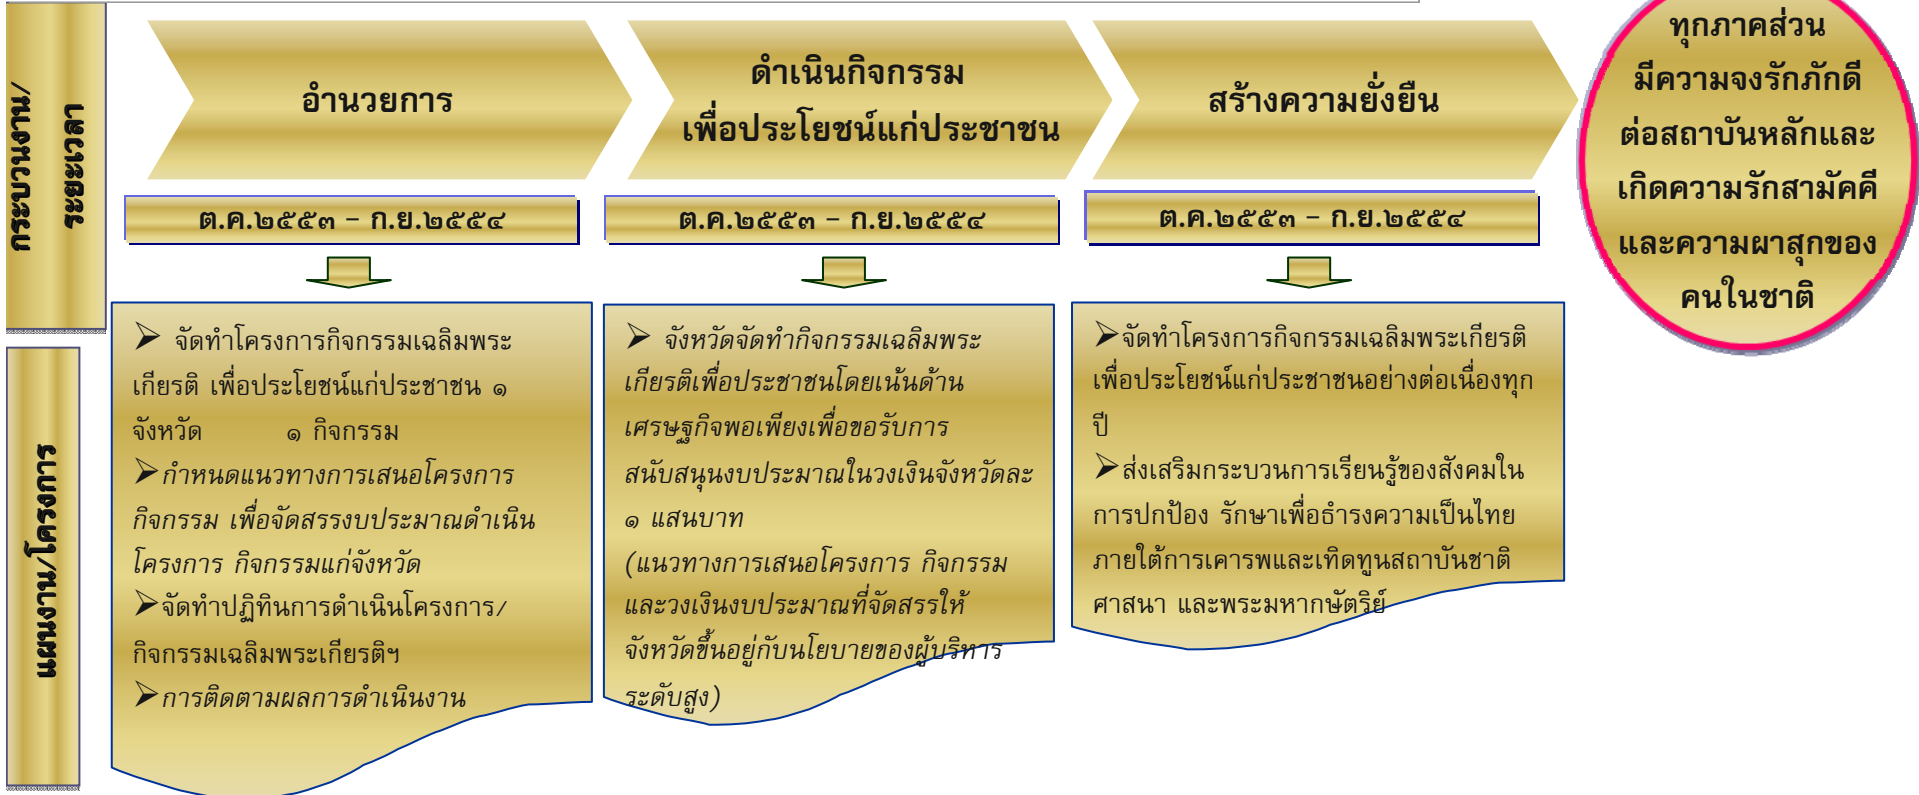 กระบวนงาน/
ระยะเวลา
อำนวยการ
ดำเนินกิจกรรม
เพื่อประโยชน์แก่ประชาชน
สร้างความยั่งยืน
ทุกภาคส่วน
มีความจงรักภักดี
ต่อสถาบันหลักและ
เกิดความรักสามัคคี
และความผาสุกของ
คนในชาติ
ต.ค.๒๕๕๓ – ก.ย.๒๕๕๔
ต.ค.๒๕๕๓ – ก.ย.๒๕๕๔
ต.ค.๒๕๕๓ – ก.ย.๒๕๕๔
แผนงาน/โครงการ
➢ จัดทำโครงการกิจกรรมเฉลิมพระ
เกียรติ เพื่อประโยชน์แก่ประชาชน ๑
จังหวัด ๑ กิจกรรม
➢กำหนดแนวทางการเสนอโครงการ
กิจกรรม เพื่อจัดสรรงบประมาณดำเนิน
โครงการ กิจกรรมแก่จังหวัด
➢จัดทำปฏิทินการดำเนินโครงการ/
กิจกรรมเฉลิมพระเกียรติฯ
➢การติดตามผลการดำเนินงาน
➢ จังหวัดจัดทำกิจกรรมเฉลิมพระ
เกียรติเพื่อประชาชนโดยเน้นด้าน
เศรษฐกิจพอเพียงเพื่อขอรับการ
สนับสนุนงบประมาณในวงเงินจังหวัดละ
๑ แสนบาท
(แนวทางการเสนอโครงการ กิจกรรม
และวงเงินงบประมาณที่จัดสรรให้
จังหวัดขึ้นอยู่กับนโยบายของผู้บริหาร
ระดับสูง)
➢จัดทำโครงการกิจกรรมเฉลิมพระเกียรติ
เพื่อประโยชน์แก่ประชาชนอย่างต่อเนื่องทุก
ปี
➢ส่งเสริมกระบวนการเรียนรู้ของสังคมใน
การปกป้อง รักษาเพื่อธำรงความเป็นไทย
ภายใต้การเคารพและเทิดทูนสถาบันชาติ
ศาสนา และพระมหากษัตริย์